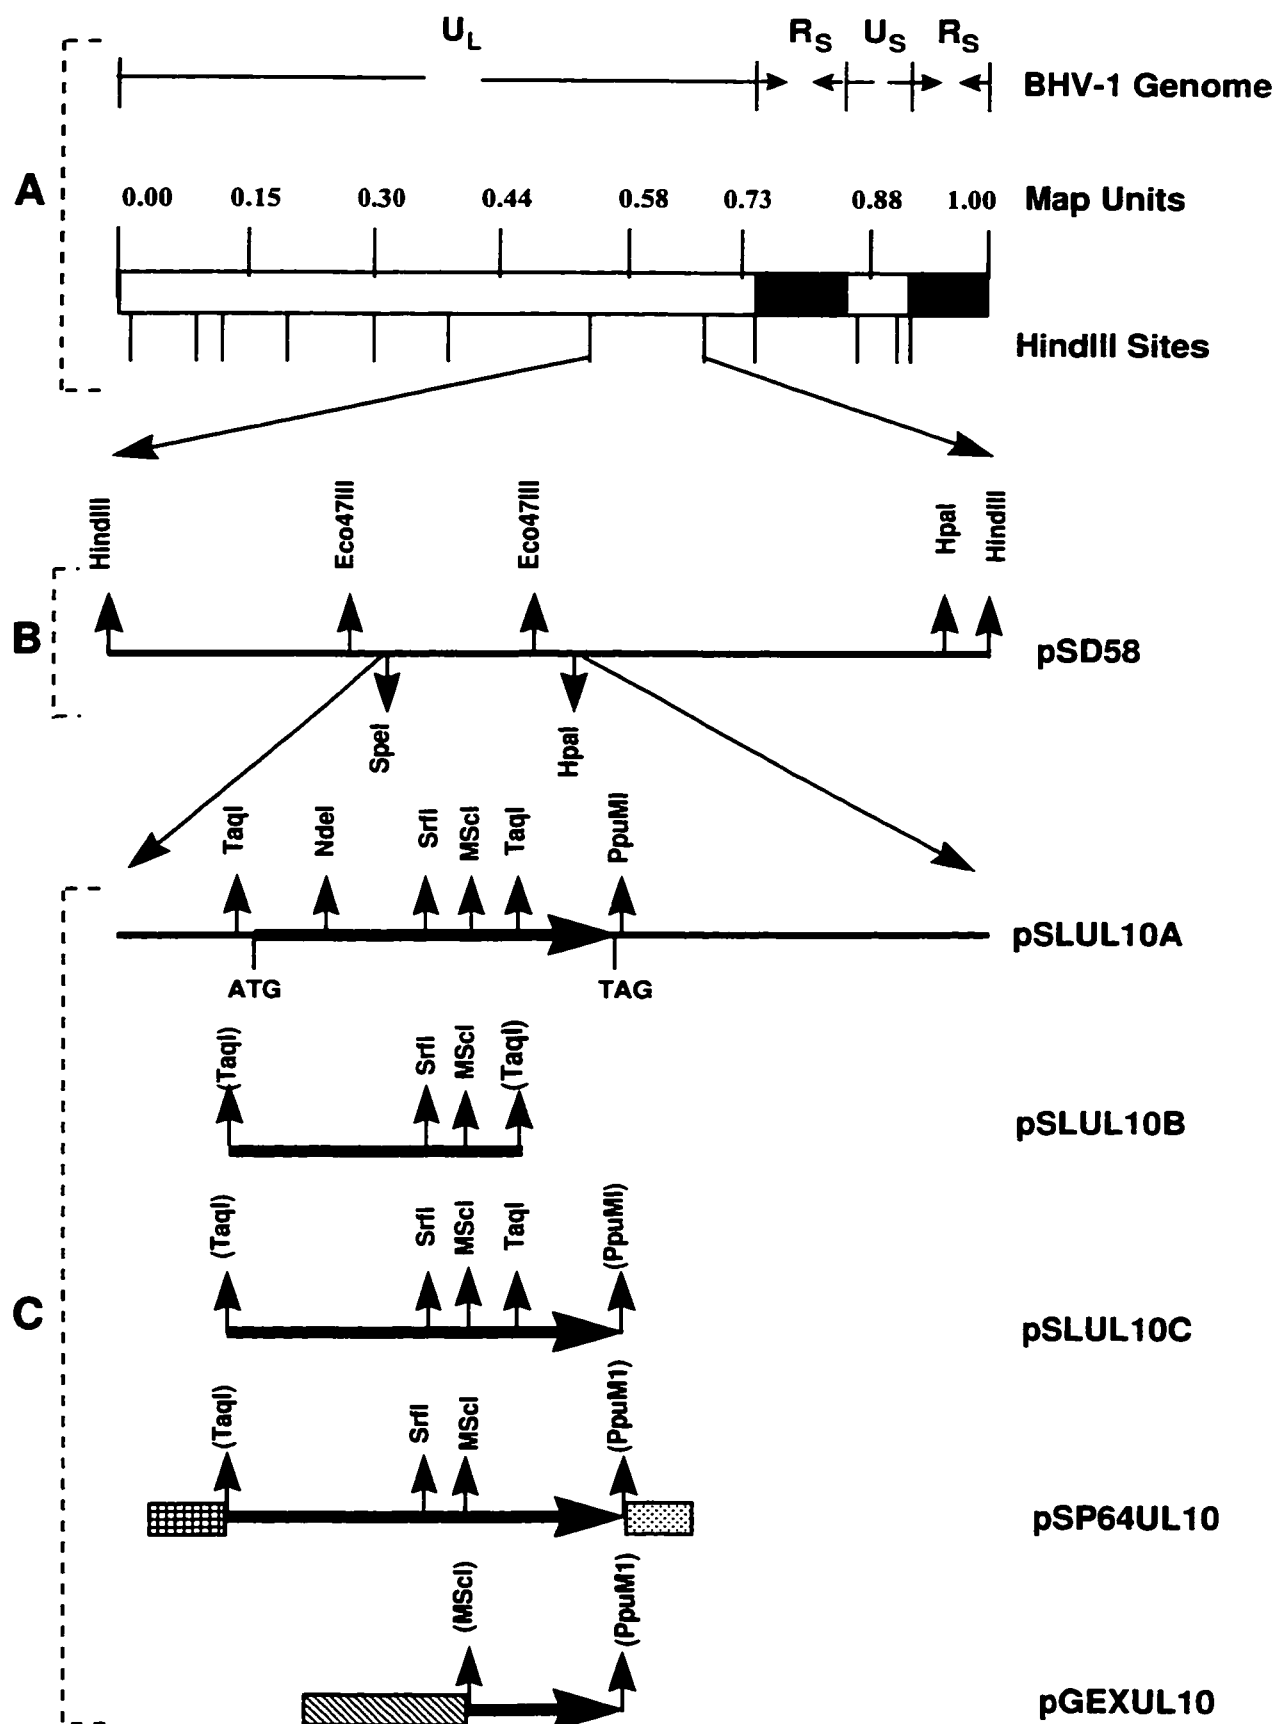 UL RS US RS
BHV-1 Genome
A
0.00 0.15 0.30 0.44 0.58 0.73 0.88 1.00 Map Units
HindIII Sites
HindIII Eco47III Eco47III HpaI HindIII
B
pSD58
SpeI HpaI
TaqI NdeI SrfI MScI TaqI PpuMI
pSLUL10A
ATG TAG
(TaqI) SrfI MScI (TaqI)
pSLUL10B
(TaqI) SrfI MScI TaqI (PpuMI)
C
pSLUL10C
(TaqI) SrfI MScI (PpuM1)
pSP64UL10
(MScI) (PpuM1)
pGEXUL10